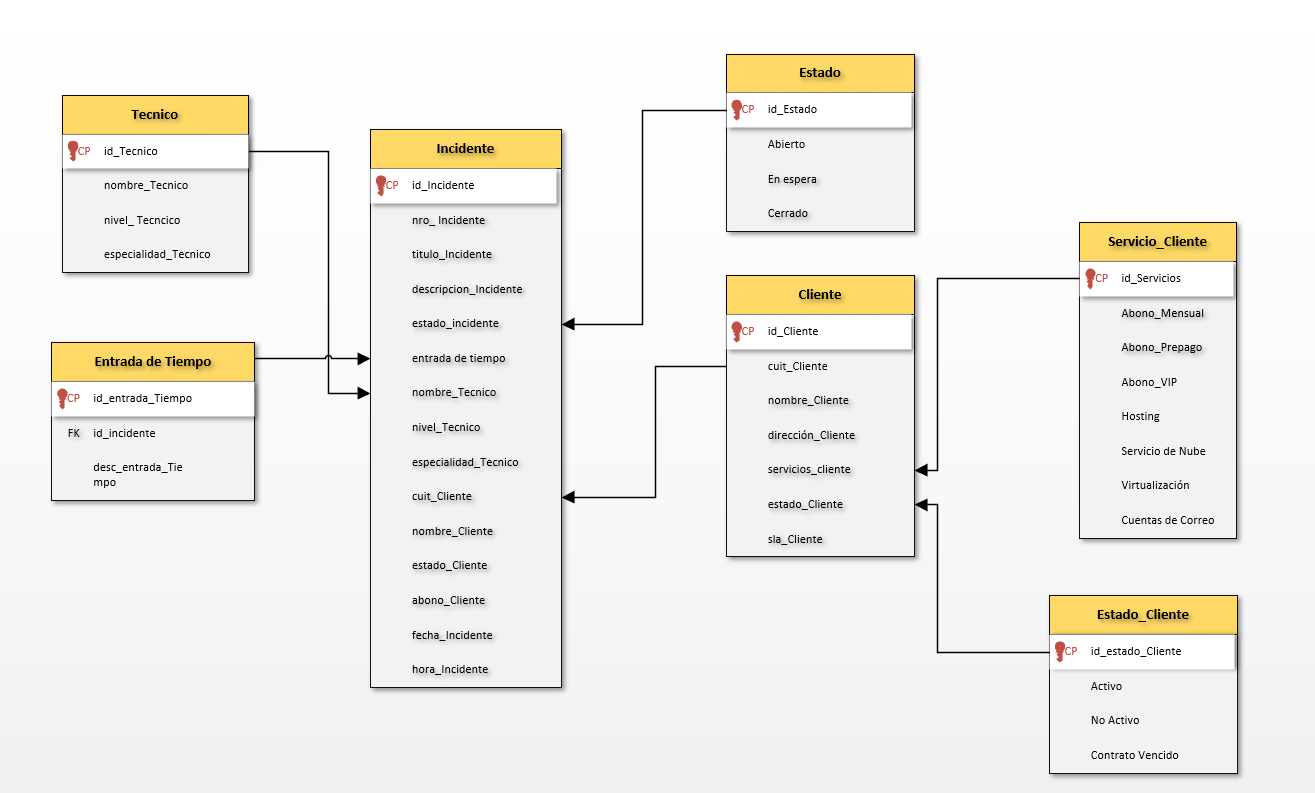 Tecnico
CP id_Tecnico
nombre_Tecnico
nivel_ Tecncico
especialidad_Tecnico
Entrada de Tiempo
CP id_entrada_Tiempo
FK id_incidente
desc_entrada_Tie
mpo
Incidente
CP id_Incidente
nro_ Incidente
titulo_Incidente
descripcion_Incidente
estado_incidente
entrada de tiempo
nombre_Tecnico
nivel_Tecnico
especialidad_Tecnico
cuit_Cliente
nombre_Cliente
estado_Cliente
abono_Cliente
fecha_Incidente
hora_Incidente
Estado
CP id_Estado
Abierto
En espera
Cerrado
Cliente
CP id_Cliente
cuit_Cliente
nombre_Cliente
dirección_Cliente
servicios_cliente
estado_Cliente
sla_Cliente
Servicio_Cliente
CP id_Servicios
Abono_Mensual
Abono_Prepago
Abono_VIP
Hosting
Servicio de Nube
Virtualización
Cuentas de Correo
Estado_Cliente
CP id_estado_Cliente
Activo
No Activo
Contrato Vencido